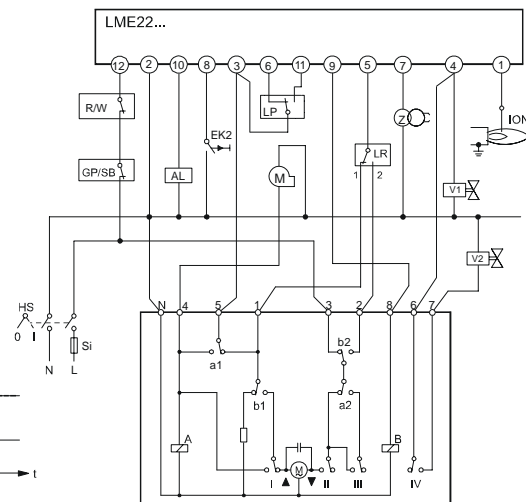 LME22...
12 2 10 8 3 6 11 9 5 7 4 1
R/W
LP
Z
ION
EK2
GP/SB
AL
M
LR
1 2
V1
V2
HS
0 I
Si
N L
N 4 5 1 3 2 8 6 7
a1
b2
b1
a2
A
B
M
I II III IV
t